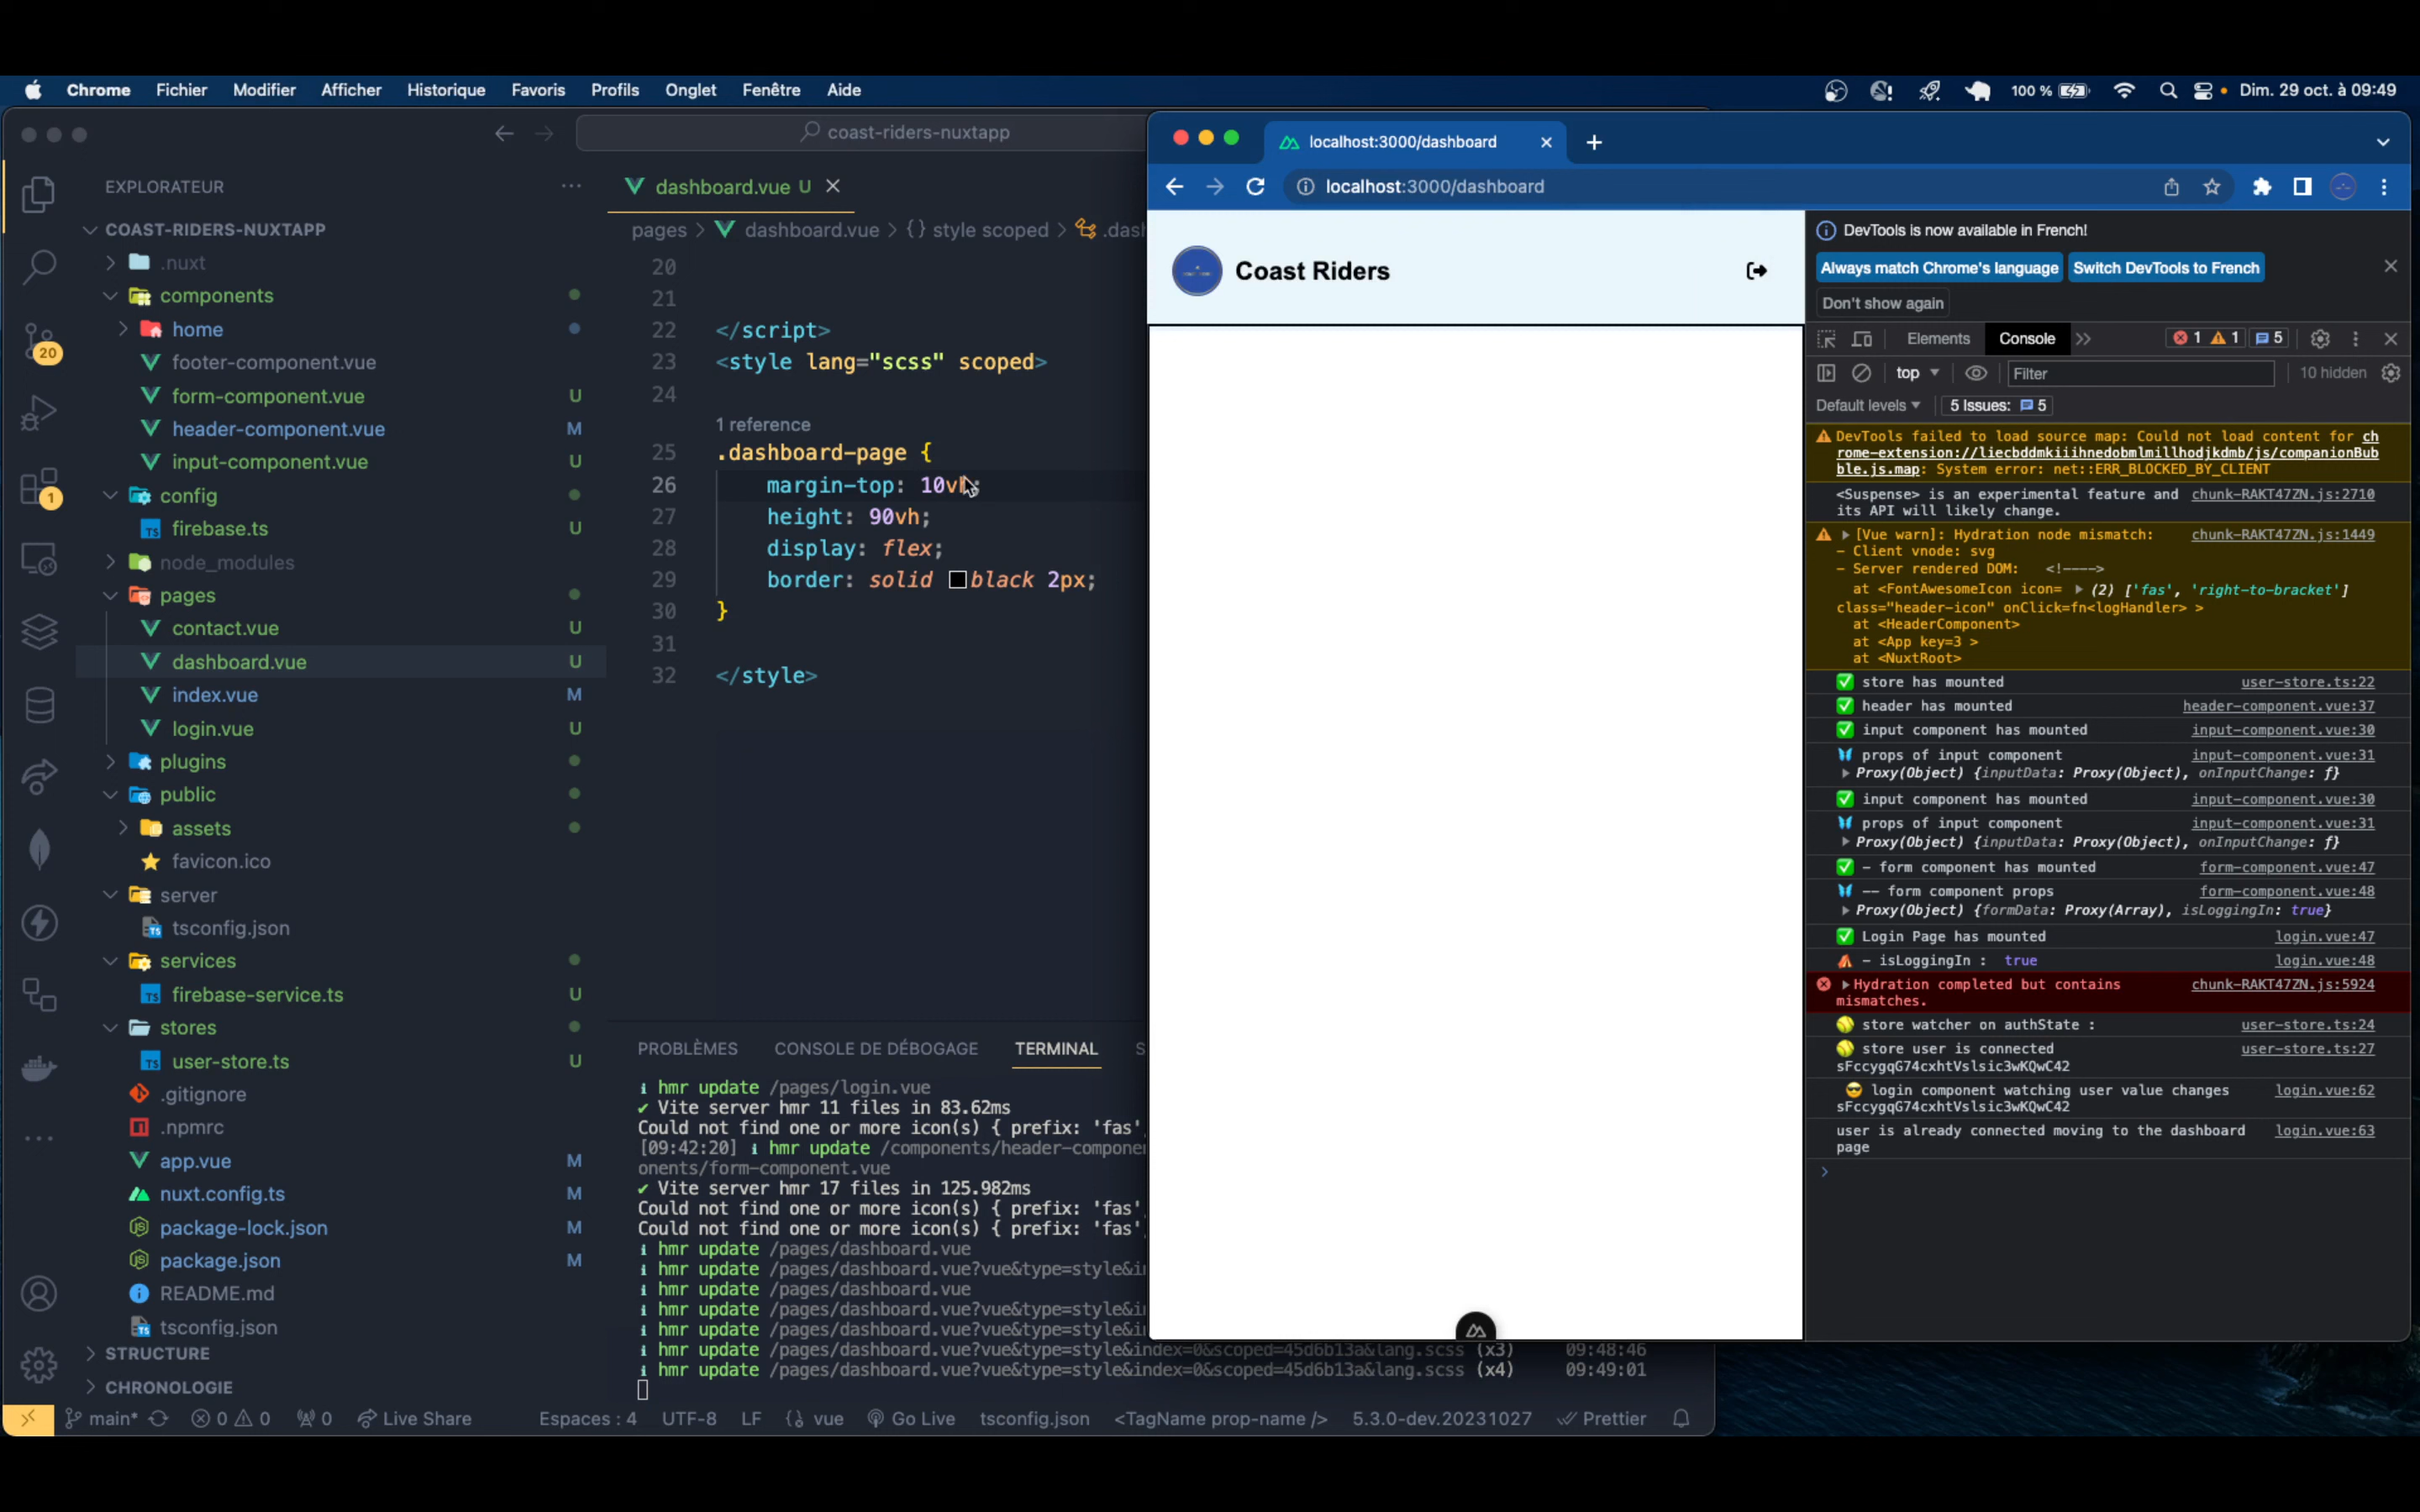 Chrome Fichier Modifier Afficher Historique Favoris Profils Onglet Fenêtre Aide 100 % Dim. 29 oct. à 09:49
coast-riders-nuxtapp
EXPLORATEUR
COAST-RIDERS-NUXTAPP
.nuxt
components
home
footer-component.vue
form-component.vue U
header-component.vue M
input-component.vue U
config
firebase.ts U
node_modules
pages
contact.vue U
dashboard.vue U
index.vue M
login.vue U
plugins
public
assets
favicon.ico
server
tsconfig.json
services
firebase-service.ts U
stores
user-store.ts U
.gitignore
.npmrc
app.vue M
nuxt.config.ts M
package-lock.json M
package.json M
README.md
tsconfig.json
STRUCTURE
CHRONOLOGIE
20
1
dashboard.vue U
pages > dashboard.vue > {} style scoped > .dash
20
21
22 </script>
23 <style lang="scss" scoped>
24
1 reference
25 .dashboard-page {
26 margin-top: 10vh;
27 height: 90vh;
28 display: flex;
29 border: solid black 2px;
30 }
31
32 </style>
PROBLÈMES CONSOLE DE DÉBOGAGE TERMINAL S
i hmr update /pages/login.vue
✔ Vite server hmr 11 files in 83.62ms
Could not find one or more icon(s) { prefix: 'fas'
[09:42:20] i hmr update /components/header-compone
onents/form-component.vue
✔ Vite server hmr 17 files in 125.982ms
Could not find one or more icon(s) { prefix: 'fas'
Could not find one or more icon(s) { prefix: 'fas'
i hmr update /pages/dashboard.vue
i hmr update /pages/dashboard.vue?vue&type=style&i
i hmr update /pages/dashboard.vue
i hmr update /pages/dashboard.vue?vue&type=style&i
i hmr update /pages/dashboard.vue?vue&type=style&i
i hmr update /pages/dashboard.vue?vue&type=style&index=0&scoped=45d6b13a&lang.scss (x3) 09:48:46
i hmr update /pages/dashboard.vue?vue&type=style&index=0&scoped=45d6b13a&lang.scss (x4) 09:49:01
main* 0 0 0 Live Share Espaces : 4 UTF-8 LF vue Go Live tsconfig.json <TagName prop-name /> 5.3.0-dev.20231027 Prettier
localhost:3000/dashboard
localhost:3000/dashboard
Coast Riders
DevTools is now available in French!
Always match Chrome's language Switch DevTools to French
Don't show again
Elements Console 1 1 5
top Filter 10 hidden
Default levels 5 Issues: 5
DevTools failed to load source map: Could not load content for ch
rome-extension://liecbddmkiiihnedobmlmillhodjkdmb/js/companionBub
ble.js.map: System error: net::ERR_BLOCKED_BY_CLIENT
<Suspense> is an experimental feature and chunk-RAKT47ZN.js:2710
its API will likely change.
[Vue warn]: Hydration node mismatch: chunk-RAKT47ZN.js:1449
- Client vnode: svg
- Server rendered DOM: <!---->
at <FontAwesomeIcon icon= (2) ['fas', 'right-to-bracket']
class="header-icon" onClick=fn<logHandler> >
at <HeaderComponent>
at <App key=3 >
at <NuxtRoot>
✅ store has mounted user-store.ts:22
✅ header has mounted header-component.vue:37
✅ input component has mounted input-component.vue:30
🦋 props of input component input-component.vue:31
Proxy(Object) {inputData: Proxy(Object), onInputChange: ƒ}
✅ input component has mounted input-component.vue:30
🦋 props of input component input-component.vue:31
Proxy(Object) {inputData: Proxy(Object), onInputChange: ƒ}
✅ - form component has mounted form-component.vue:47
🦋 -- form component props form-component.vue:48
Proxy(Object) {formData: Proxy(Array), isLoggingIn: true}
✅ Login Page has mounted login.vue:47
- isLoggingIn : true login.vue:48
Hydration completed but contains chunk-RAKT47ZN.js:5924
mismatches.
🥎 store watcher on authState : user-store.ts:24
🥎 store user is connected user-store.ts:27
sFccygqG74cxhtVslsic3wKQwC42
😎 login component watching user value changes login.vue:62
sFccygqG74cxhtVslsic3wKQwC42
user is already connected moving to the dashboard login.vue:63
page